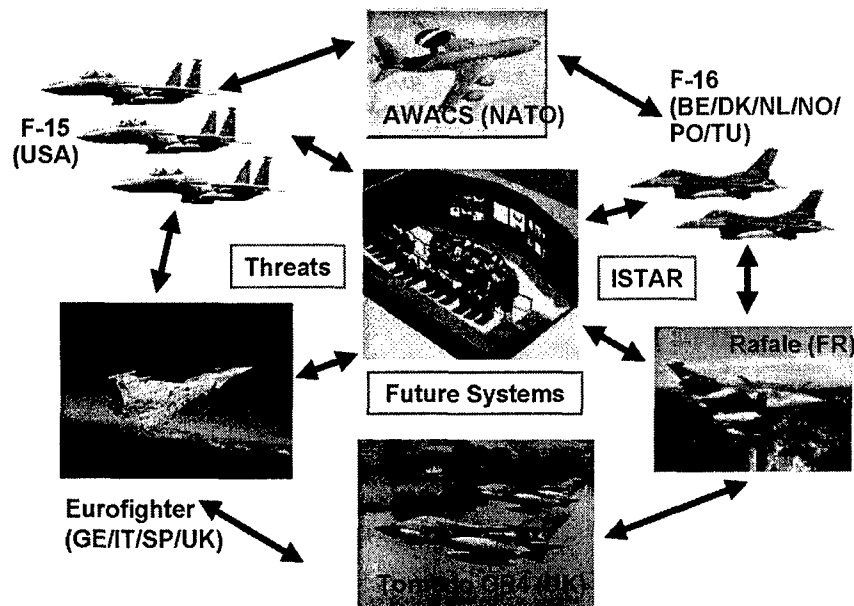 AWACS (NATO)
F-15
(USA)
F-16
(BE/DK/NL/NO/
PO/TU)
Threats
ISTAR
Rafale (FR)
Future Systems
Eurofighter
(GE/IT/SP/UK)
Tornado GR4 (UK)